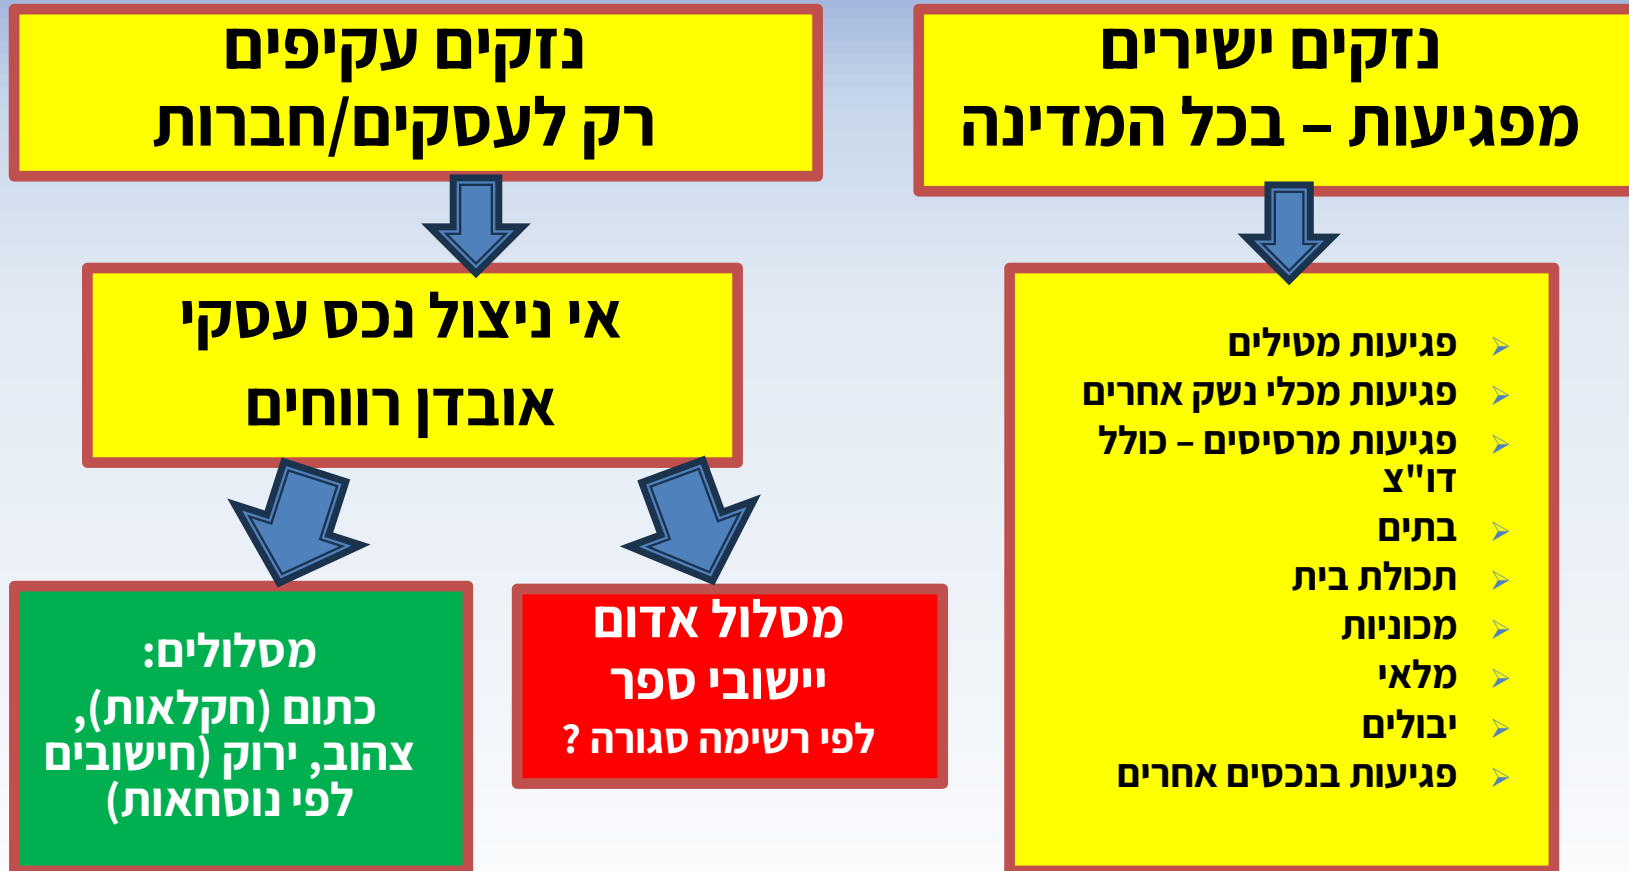 נזקים ישירים
מפגיעות – בכל המדינה
פגיעות מטילים
פגיעות מכלי נשק אחרים
פגיעות מרסיסים – כולל
דו"צ
בתים
תכולת בית
מכוניות
מלאי
יבולים
פגיעות בנכסים אחרים
נזקים עקיפים
רק לעסקים/חברות
אי ניצול נכס עסקי
אובדן רווחים
מסלול אדום
יישובי ספר
לפי רשימה סגורה ?
מסלולים:
כתום (חקלאות),
צהוב, ירוק (חישובים
לפי נוסחאות)